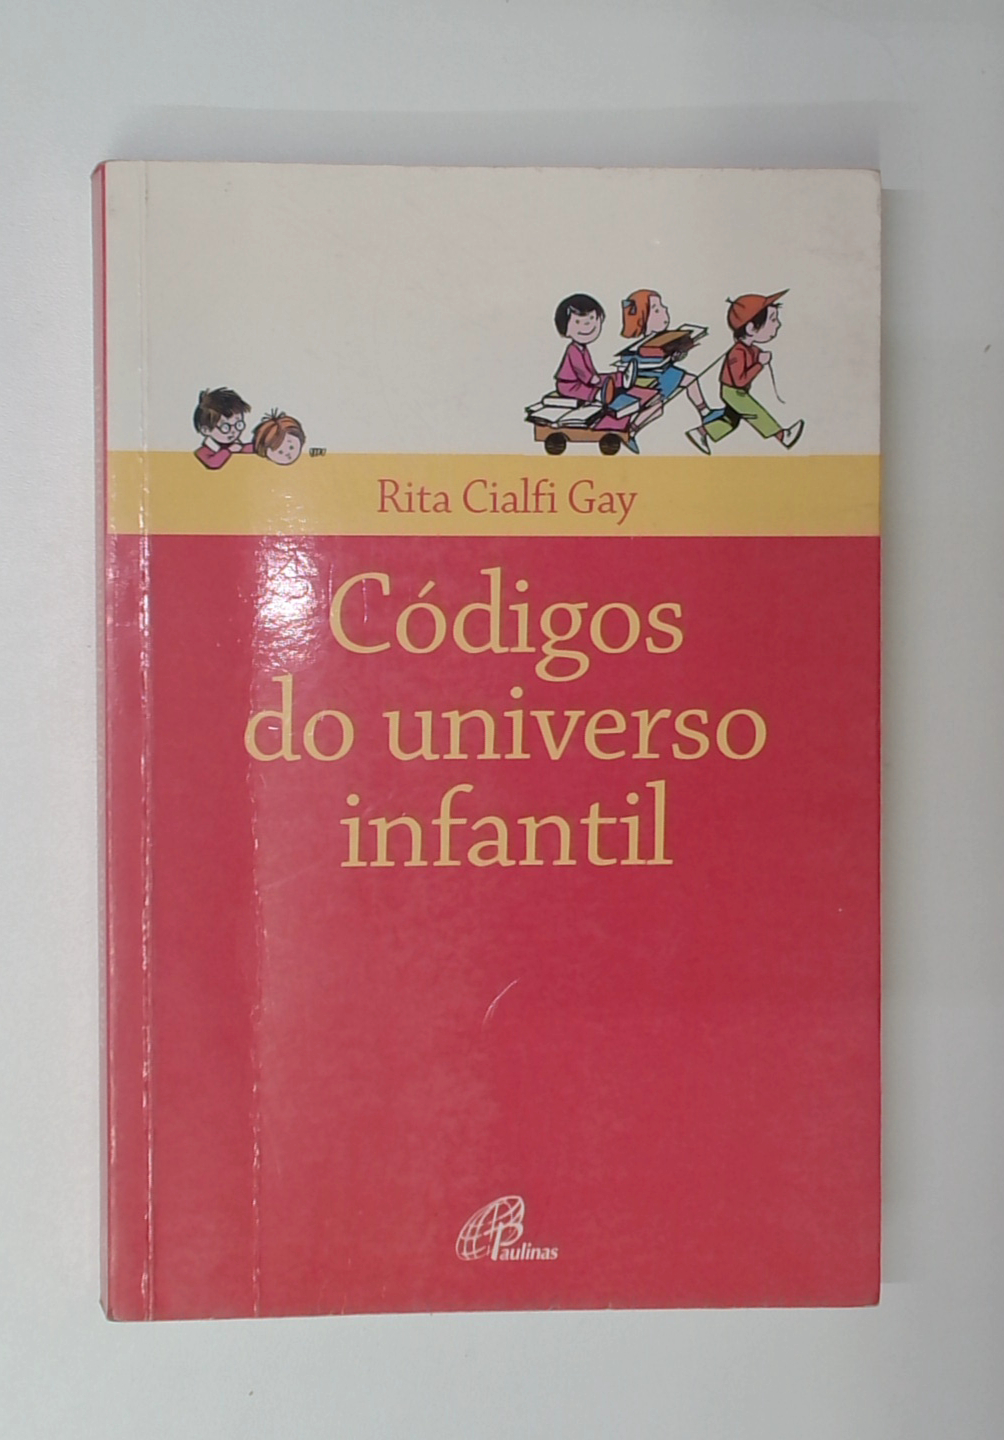 Rita Cialfi Gay
Códigos
do universo
infantil
Paulinas